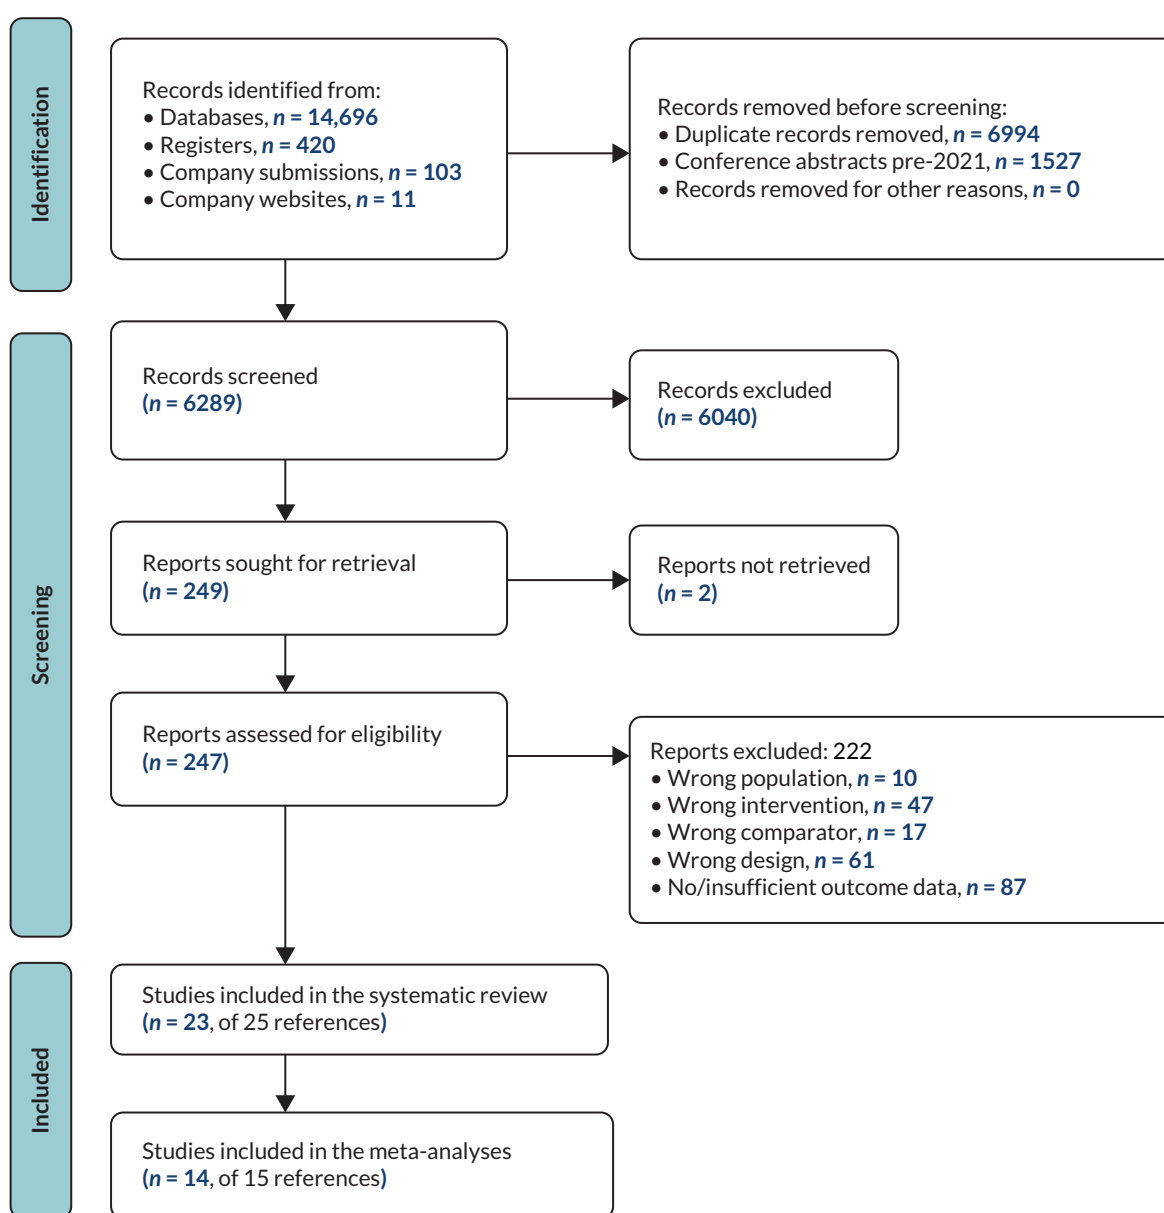 Identification
Records identified from:
• Databases, n = 14,696
• Registers, n = 420
• Company submissions, n = 103
• Company websites, n = 11
Records removed before screening:
• Duplicate records removed, n = 6994
• Conference abstracts pre-2021, n = 1527
• Records removed for other reasons, n = 0
Screening
Records screened
(n = 6289)
Records excluded
(n = 6040)
Reports sought for retrieval
(n = 249)
Reports not retrieved
(n = 2)
Reports assessed for eligibility
(n = 247)
Reports excluded: 222
• Wrong population, n = 10
• Wrong intervention, n = 47
• Wrong comparator, n = 17
• Wrong design, n = 61
• No/insufficient outcome data, n = 87
Included
Studies included in the systematic review
(n = 23, of 25 references)
Studies included in the meta-analyses
(n = 14, of 15 references)